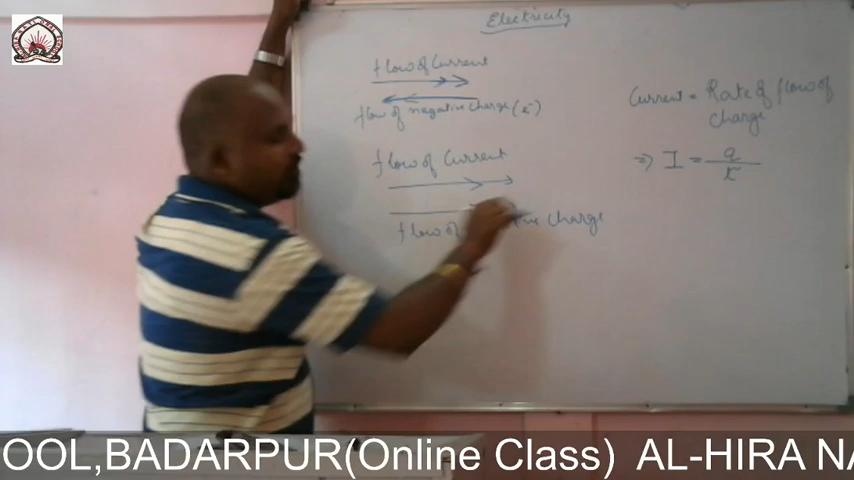 Electricity
flow of Current
flow of negative charge (e⁻)
Current = Rate of flow of
charge
⇒ I = q/t
flow of Current
flow of tive charge
OOL,BADARPUR(Online Class) AL-HIRA NA